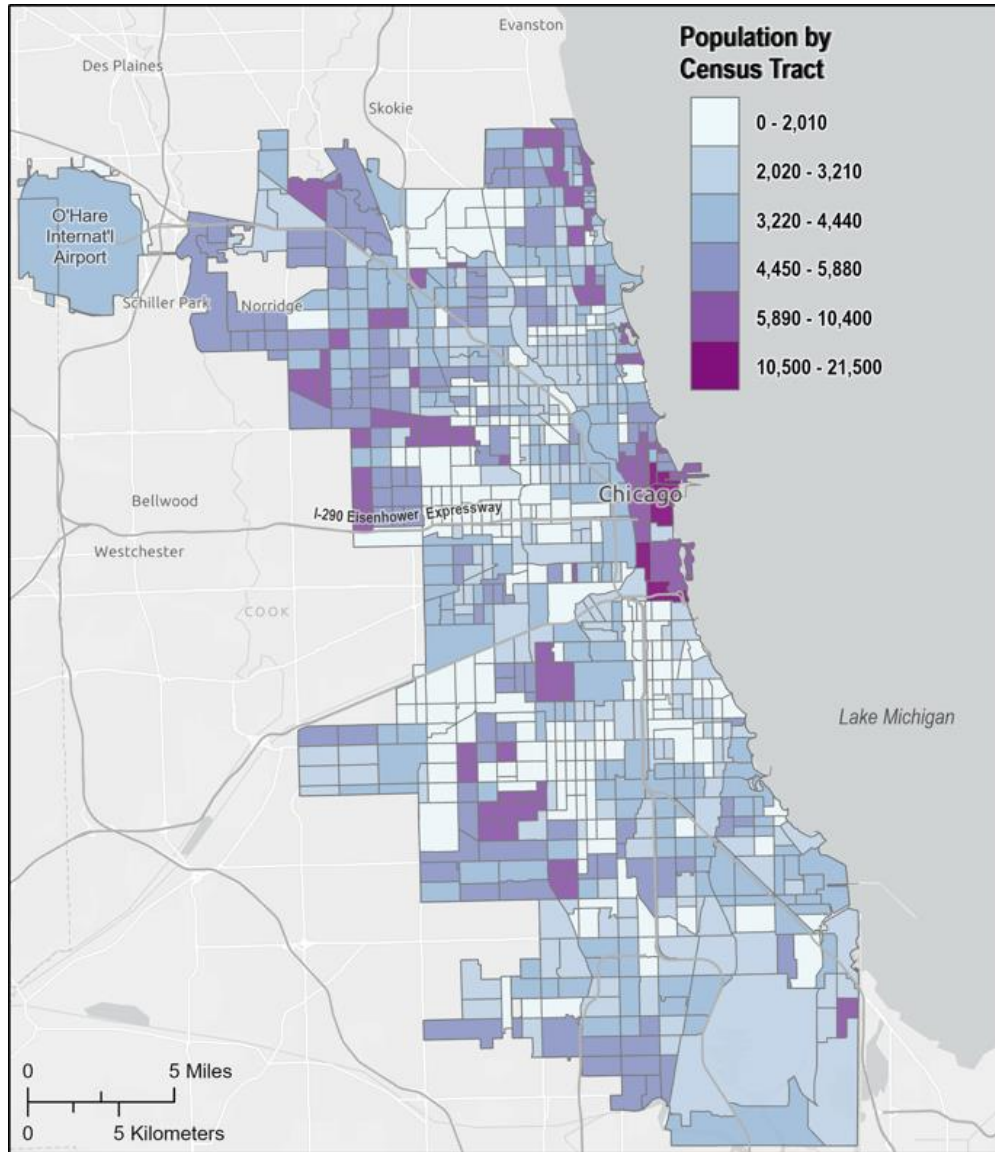 Evanston
Population by
Census Tract
Des Plaines
Skokie
0 - 2,010
2,020 - 3,210
3,220 - 4,440
4,450 - 5,880
5,890 - 10,400
10,500 - 21,500
O'Hare
Internat'l
Airport
Schiller Park
Norridge
Chicago
Bellwood
I-290 Eisenhower Expressway
Westchester
COOK
Lake Michigan
0 5 Miles
0 5 Kilometers